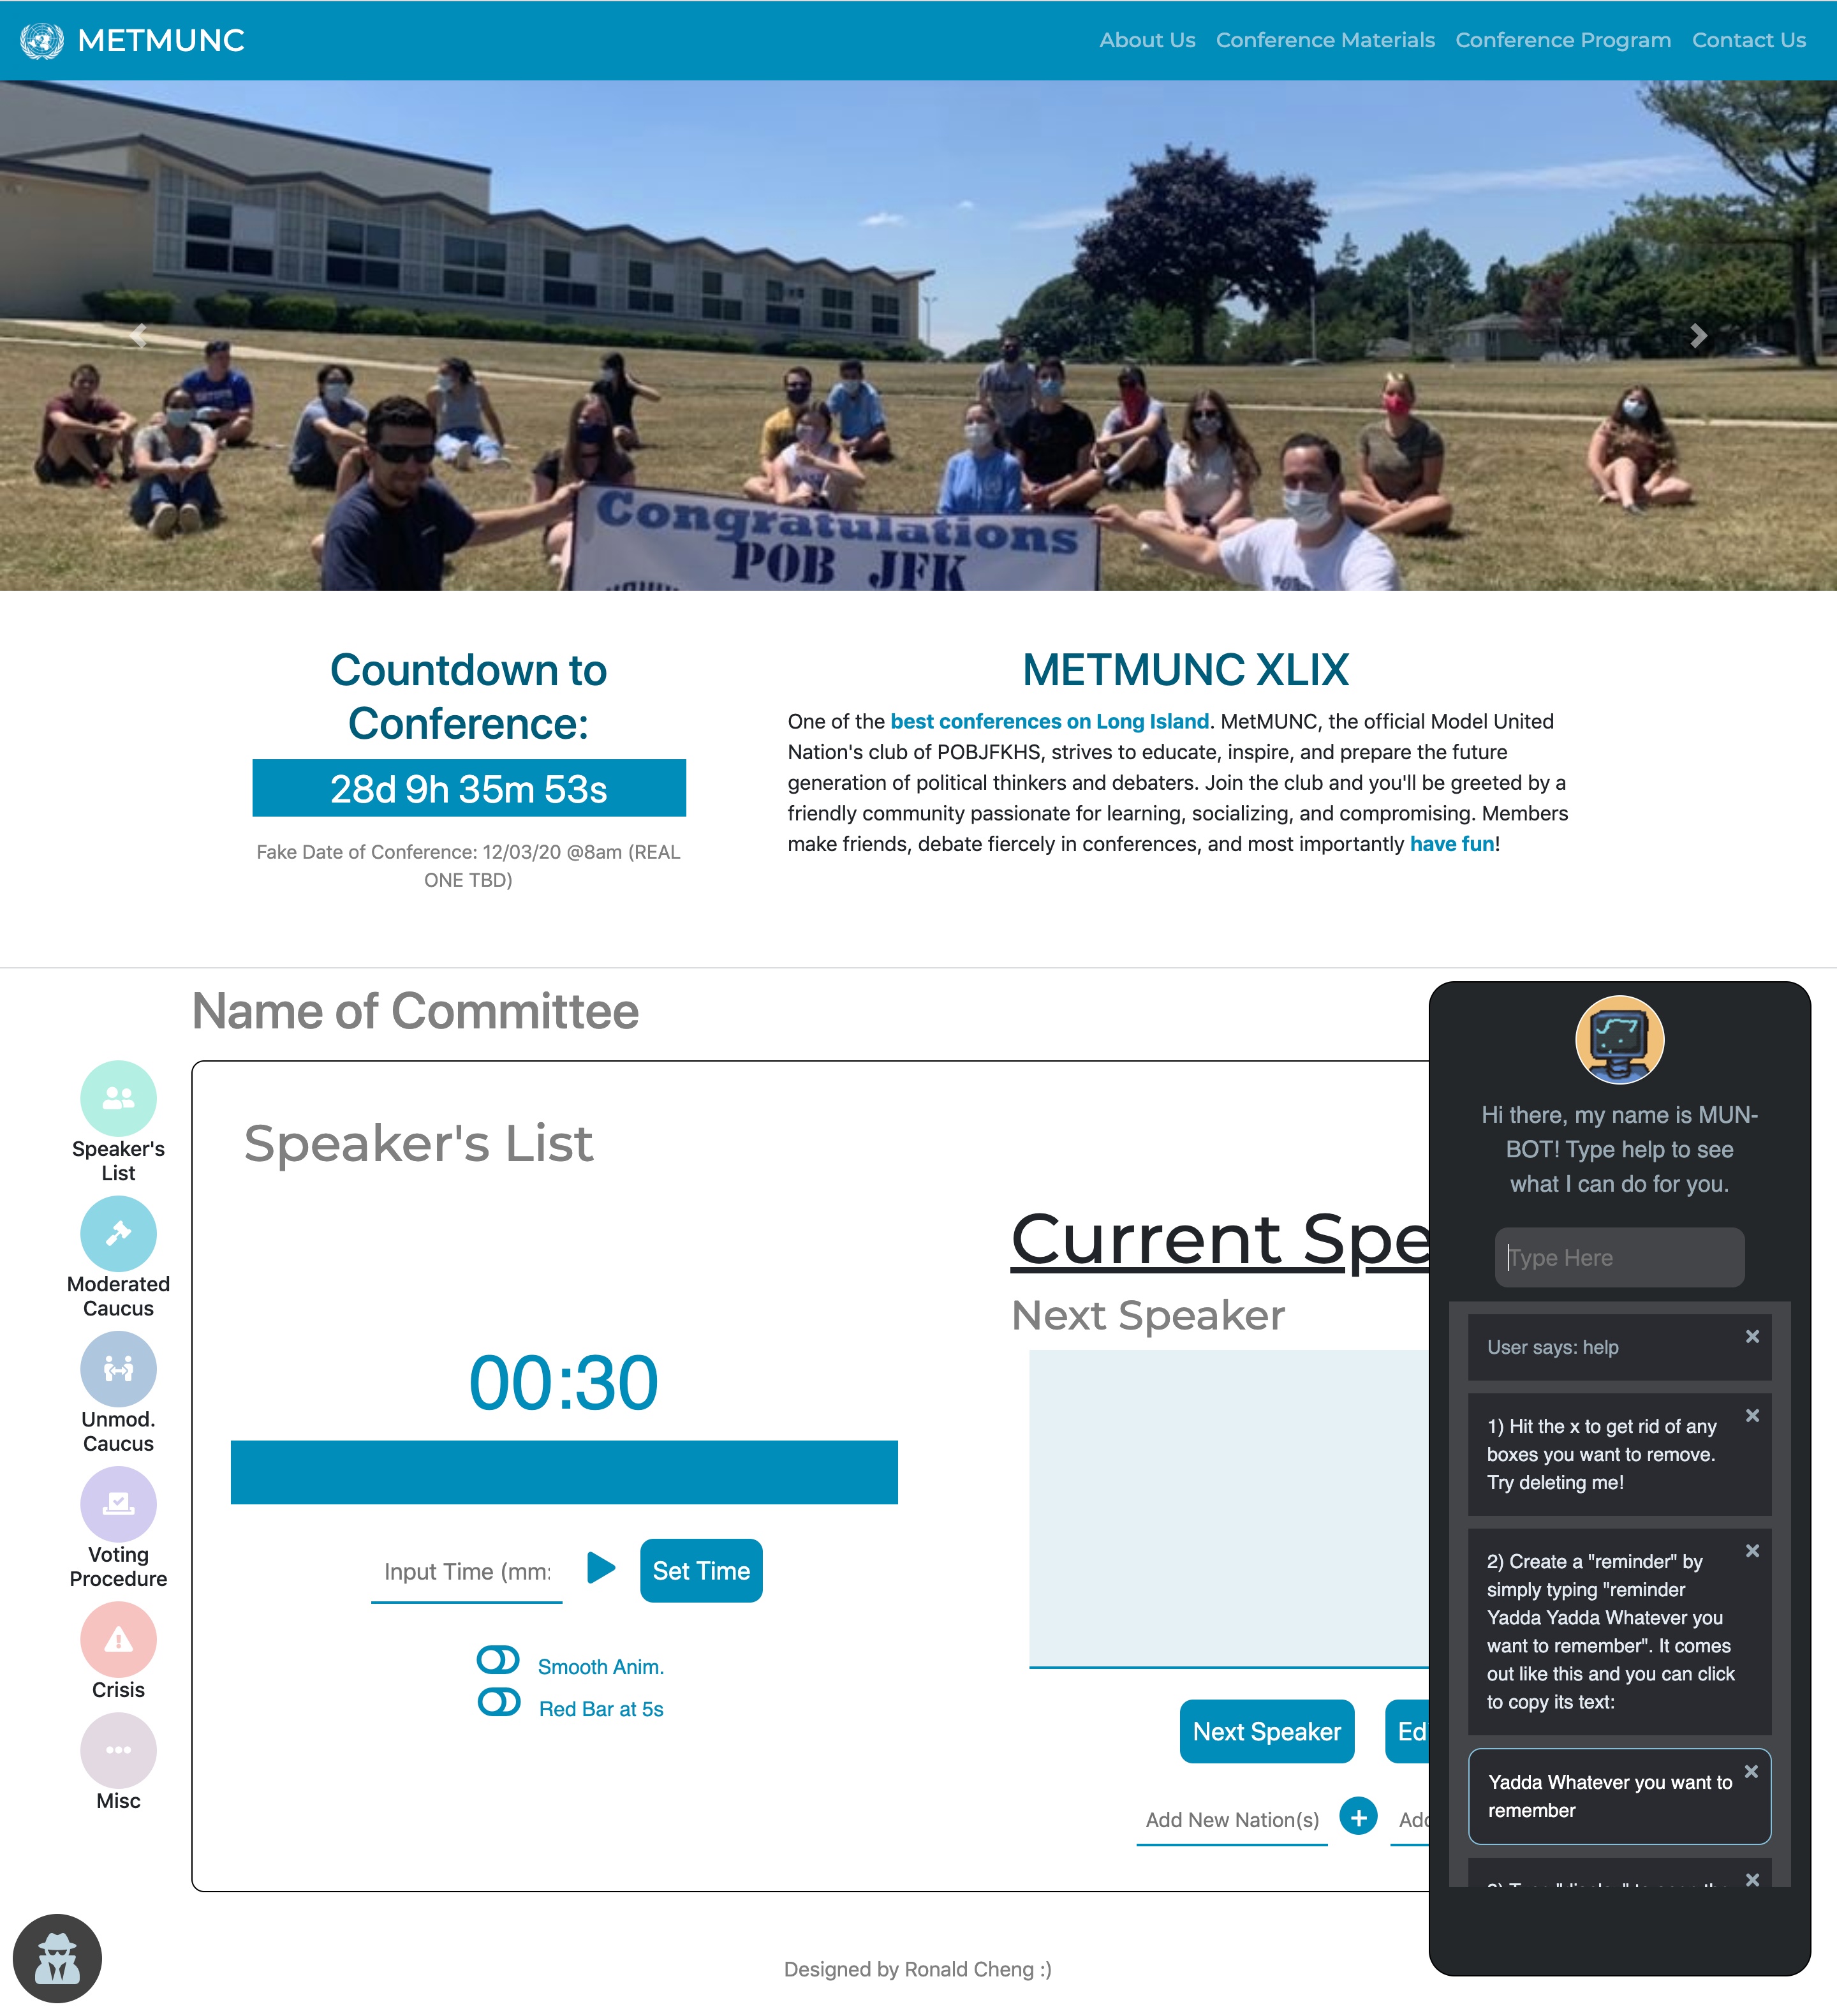 METMUNC
About Us Conference Materials Conference Program Contact Us
Congratulations
POB JFK
Countdown to
Conference:
28d 9h 35m 53s
Fake Date of Conference: 12/03/20 @8am (REAL
ONE TBD)
METMUNC XLIX
One of the best conferences on Long Island. MetMUNC, the official Model United
Nation's club of POBJFKHS, strives to educate, inspire, and prepare the future
generation of political thinkers and debaters. Join the club and you'll be greeted by a
friendly community passionate for learning, socializing, and compromising. Members
make friends, debate fiercely in conferences, and most importantly have fun!
Name of Committee
Speaker's
List
Moderated
Caucus
Unmod.
Caucus
Voting
Procedure
Crisis
Misc
Speaker's List
00:30
Input Time (mm:
Set Time
Smooth Anim.
Red Bar at 5s
Current Spe
Next Speaker
Next Speaker
Ed
Add New Nation(s)
Add
Hi there, my name is MUN-
BOT! Type help to see
what I can do for you.
Type Here
User says: help
1) Hit the x to get rid of any
boxes you want to remove.
Try deleting me!
2) Create a "reminder" by
simply typing "reminder
Yadda Yadda Whatever you
want to remember". It comes
out like this and you can click
to copy its text:
Yadda Whatever you want to
remember
Designed by Ronald Cheng :)